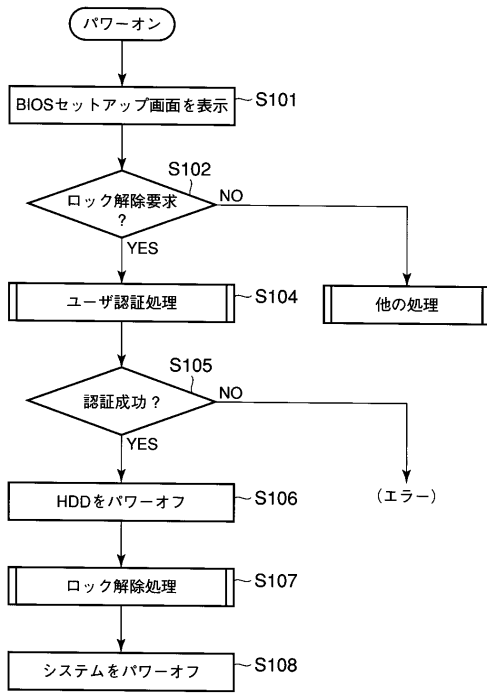 パワーオン
BIOSセットアップ画面を表示
S101
S102
ロック解除要求
?
NO
YES
ユーザ認証処理
S104
他の処理
S105
認証成功?
NO
YES
(エラー)
HDDをパワーオフ
S106
ロック解除処理
S107
システムをパワーオフ
S108